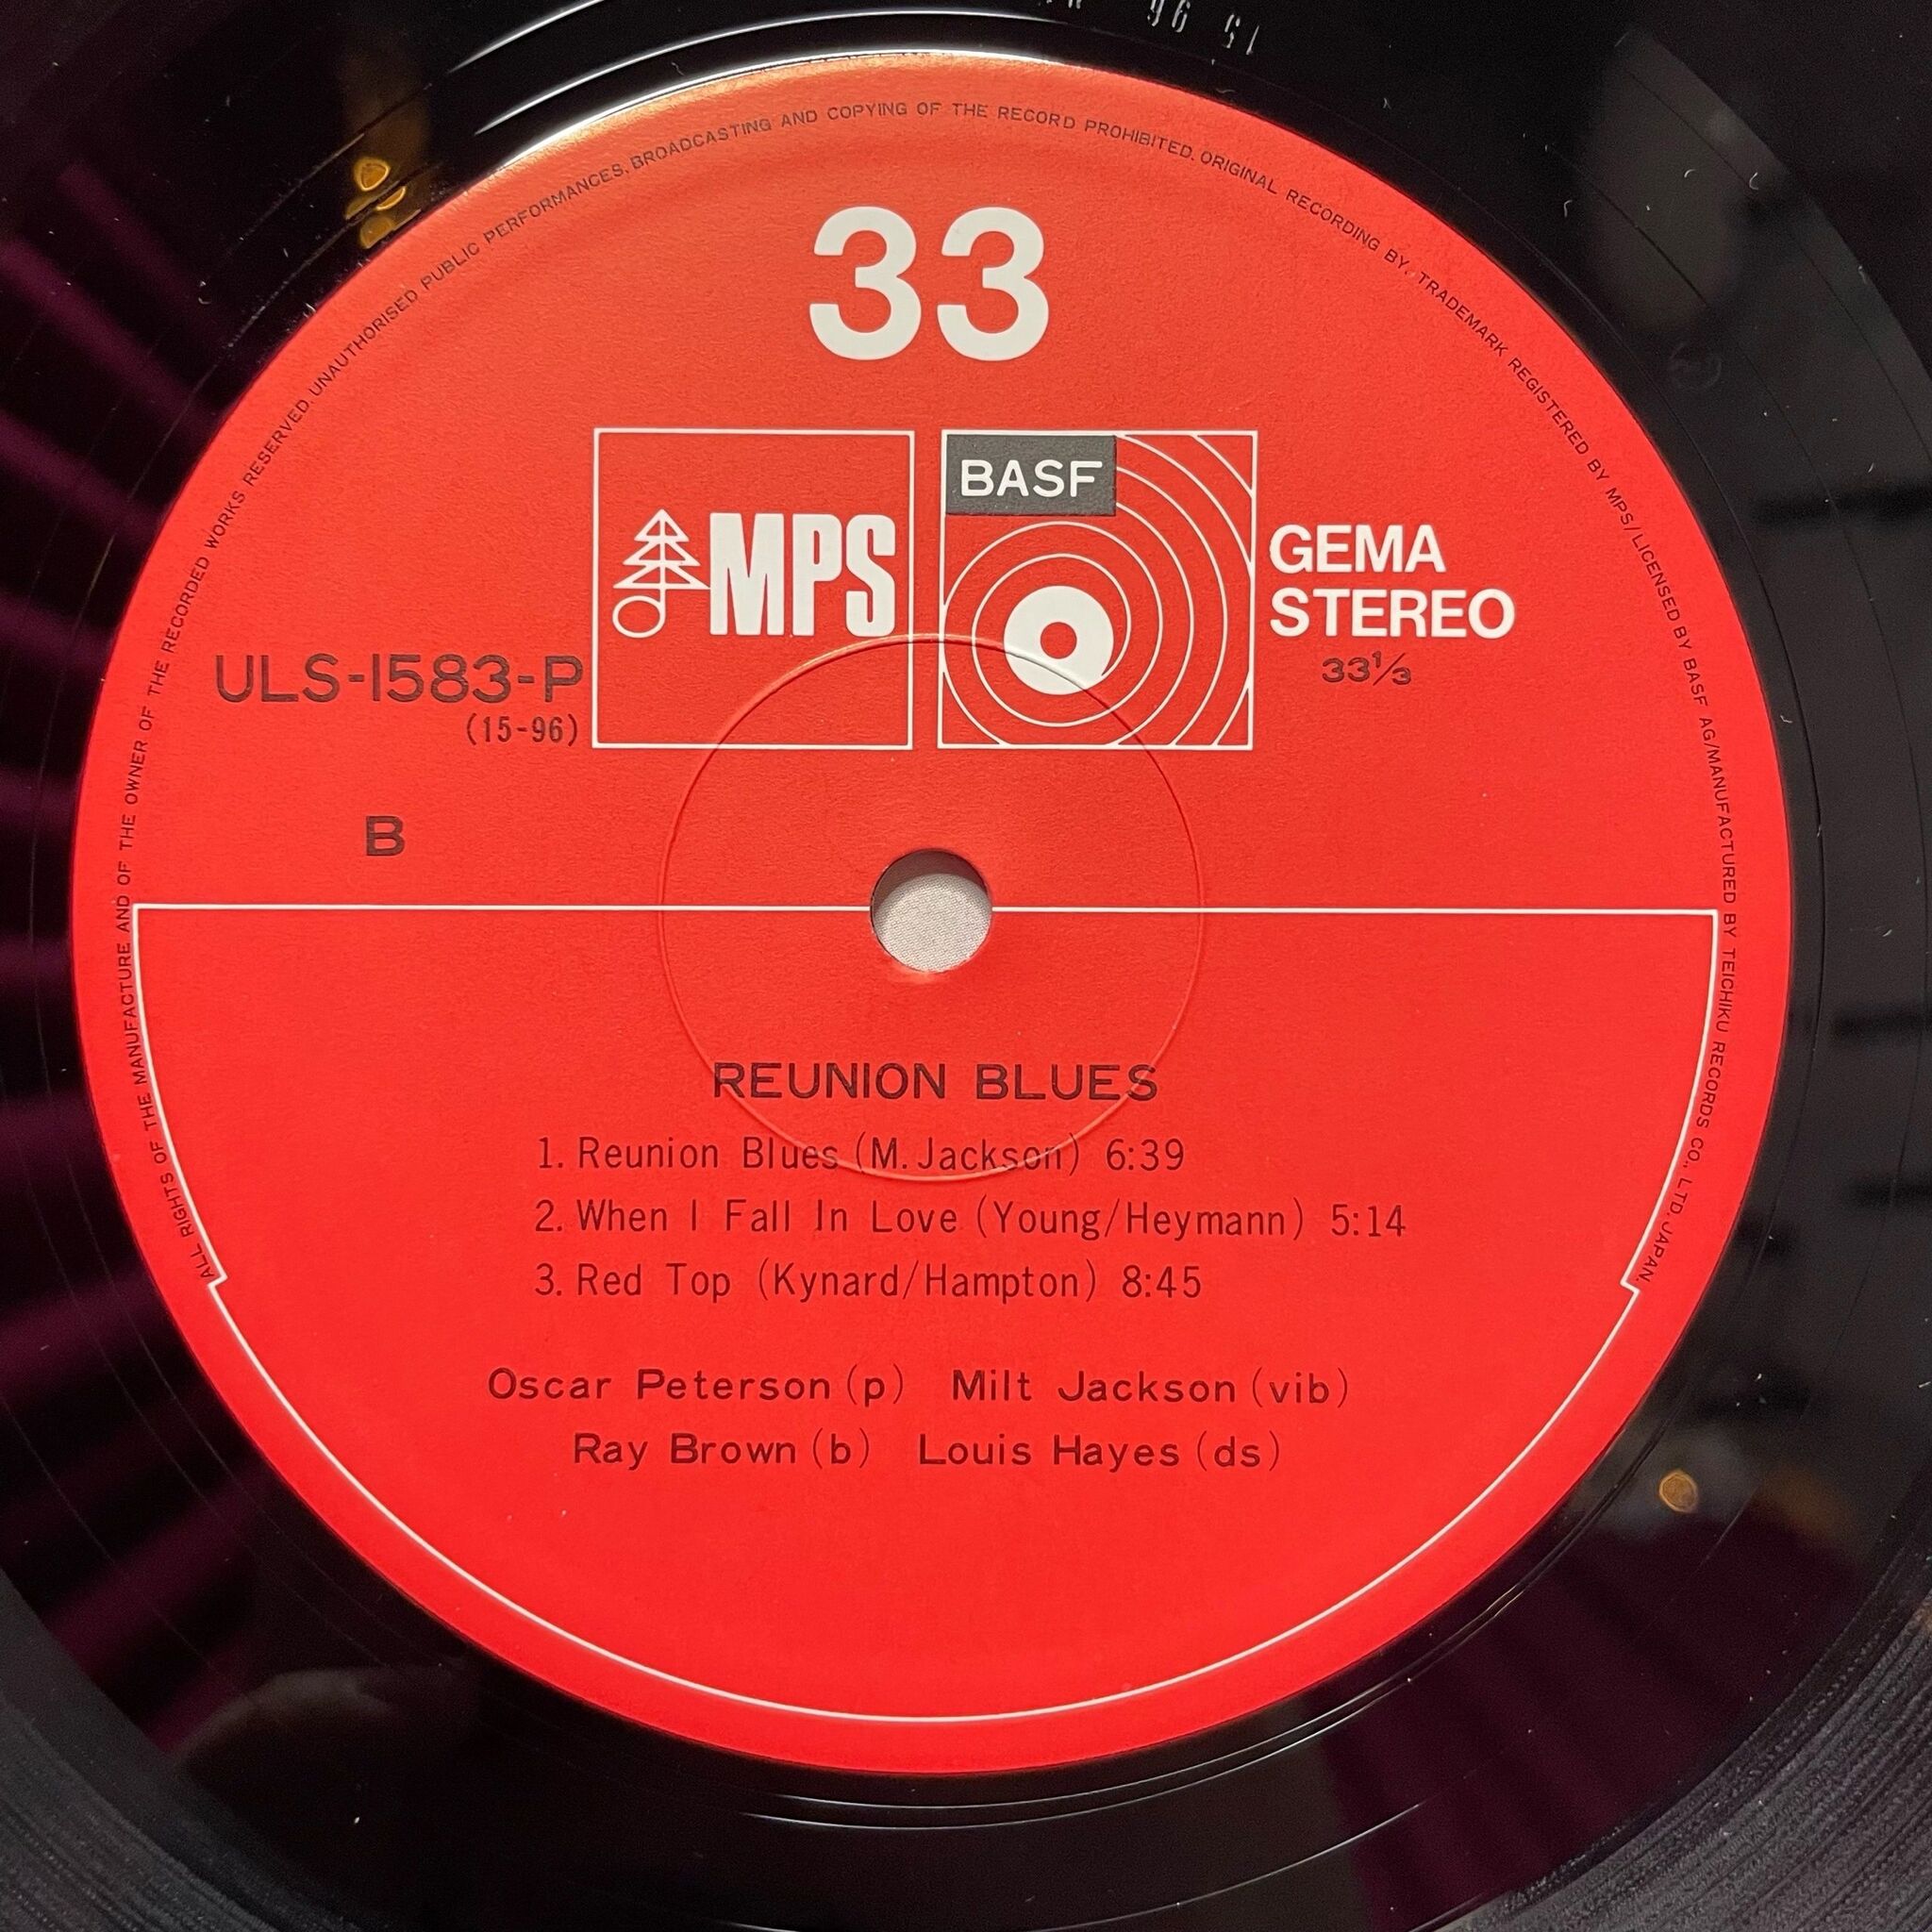 15 96
ALL RIGHTS OF THE MANUFACTURE AND OF THE OWNER OF THE RECORDED WORKS RESERVED. UNAUTHORISED PUBLIC PERFORMANCES, BROADCASTING AND COPYING OF THE RECORD PROHIBITED. ORIGINAL RECORDING BY, TRADEMARK REGISTERED BY MPS/LICENSED BY BASF AG/MANUFACTURED BY TEICHIKU RECORDS CO., LTD. JAPAN.
33
MPS
BASF
GEMA
STEREO
33⅓
ULS-1583-P
(15-96)
B
REUNION BLUES
1. Reunion Blues (M. Jackson) 6:39
2. When I Fall In Love (Young/Heymann) 5:14
3. Red Top (Kynard/Hampton) 8:45
Oscar Peterson (p) Milt Jackson (vib)
Ray Brown (b) Louis Hayes (ds)